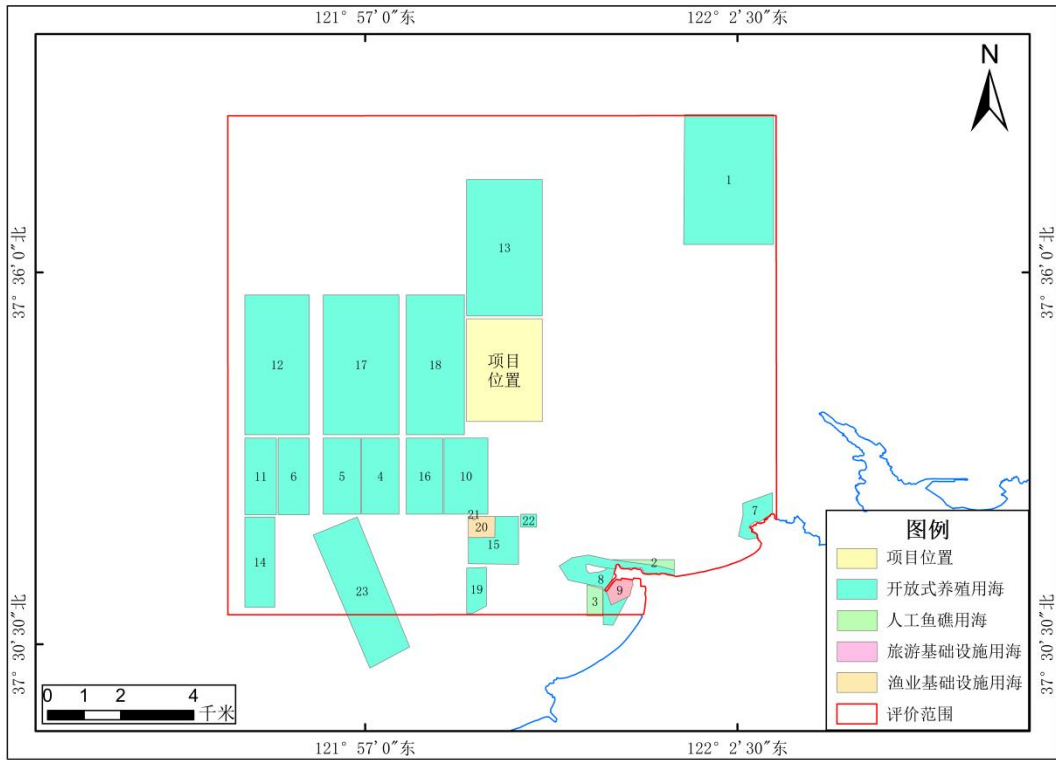 121° 57′0″东
122° 2′30″东
N
1
13
37° 36′0″北
37° 36′0″北
12
17
18
项目
位置
11
6
5
4
16
10
21
20
22
15
7
14
23
19
8
2
9
3
37° 30′30″北
37° 30′30″北
图例
项目位置
开放式养殖用海
人工鱼礁用海
旅游基础设施用海
渔业基础设施用海
评价范围
0 1 2 4
千米
121° 57′0″东
122° 2′30″东